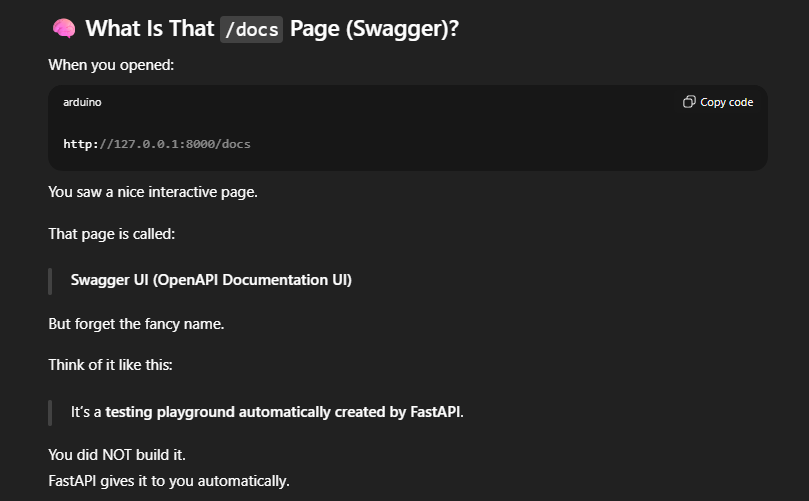 🧠 What Is That /docs Page (Swagger)?
When you opened:
arduino
Copy code
http://127.0.0.1:8000/docs
You saw a nice interactive page.
That page is called:
Swagger UI (OpenAPI Documentation UI)
But forget the fancy name.
Think of it like this:
It’s a testing playground automatically created by FastAPI.
You did NOT build it.
FastAPI gives it to you automatically.